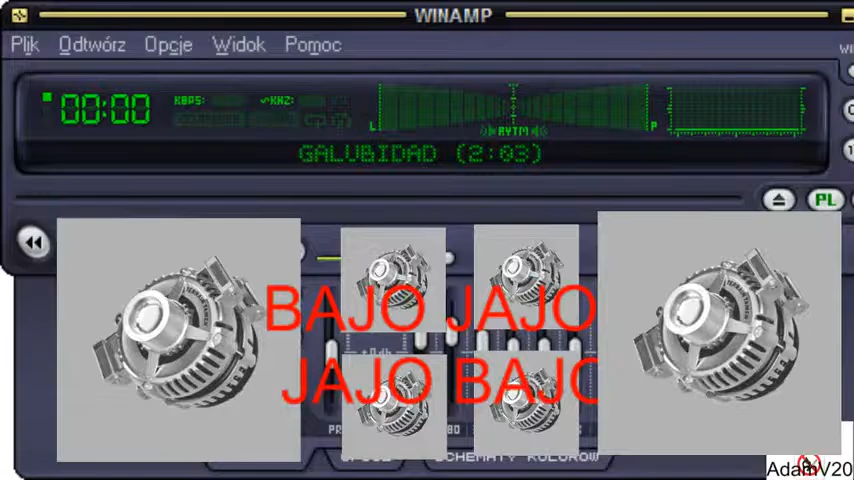 WINAMP
Plik Odtwórz Opcje Widok Pomoc
00:00
KBPS: KHZ:
L RYTM P
GALUBIDAD (2:03)
PL
BAJO JAJO
JAJO BAJO
SCHEMATY KOLORÓW
AdamV20